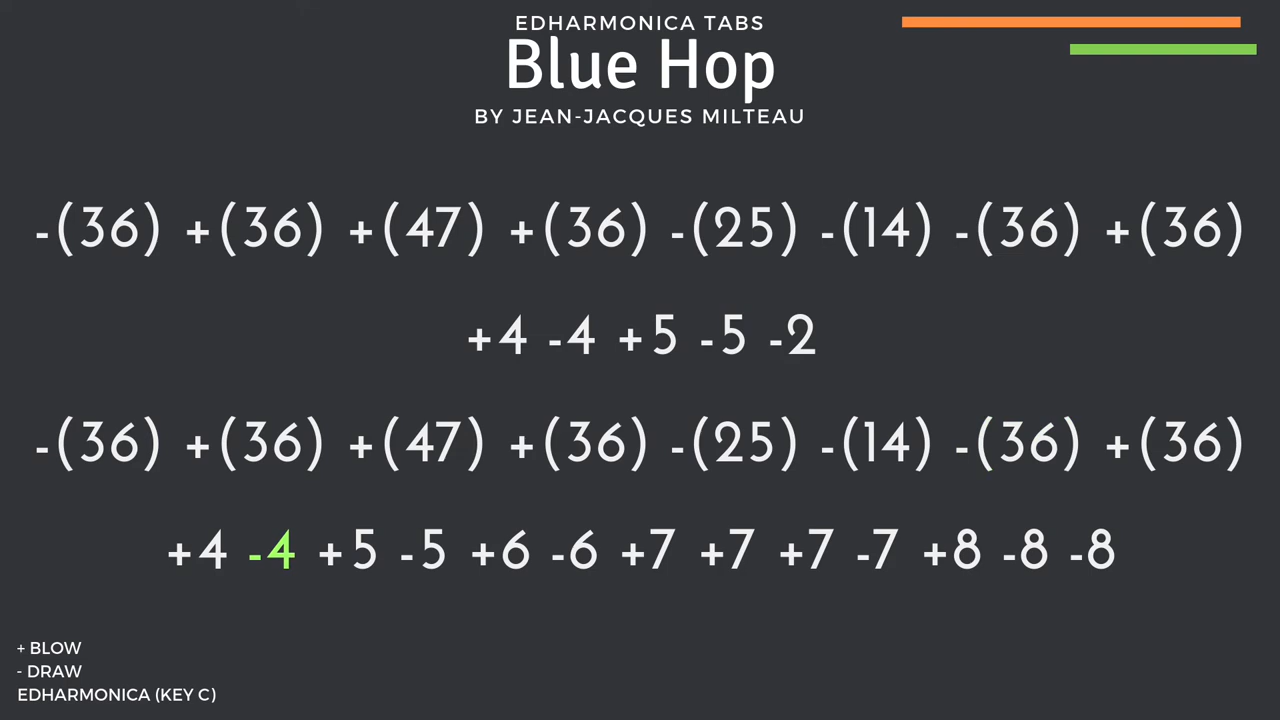 EDHARMONICA TABS
Blue Hop
BY JEAN-JACQUES MILTEAU
-(36) +(36) +(47) +(36) -(25) -(14) -(36) +(36)
+4 -4 +5 -5 -2
-(36) +(36) +(47) +(36) -(25) -(14) -(36) +(36)
+4 -4 +5 -5 +6 -6 +7 +7 +7 -7 +8 -8 -8
+ BLOW
- DRAW
EDHARMONICA (KEY C)